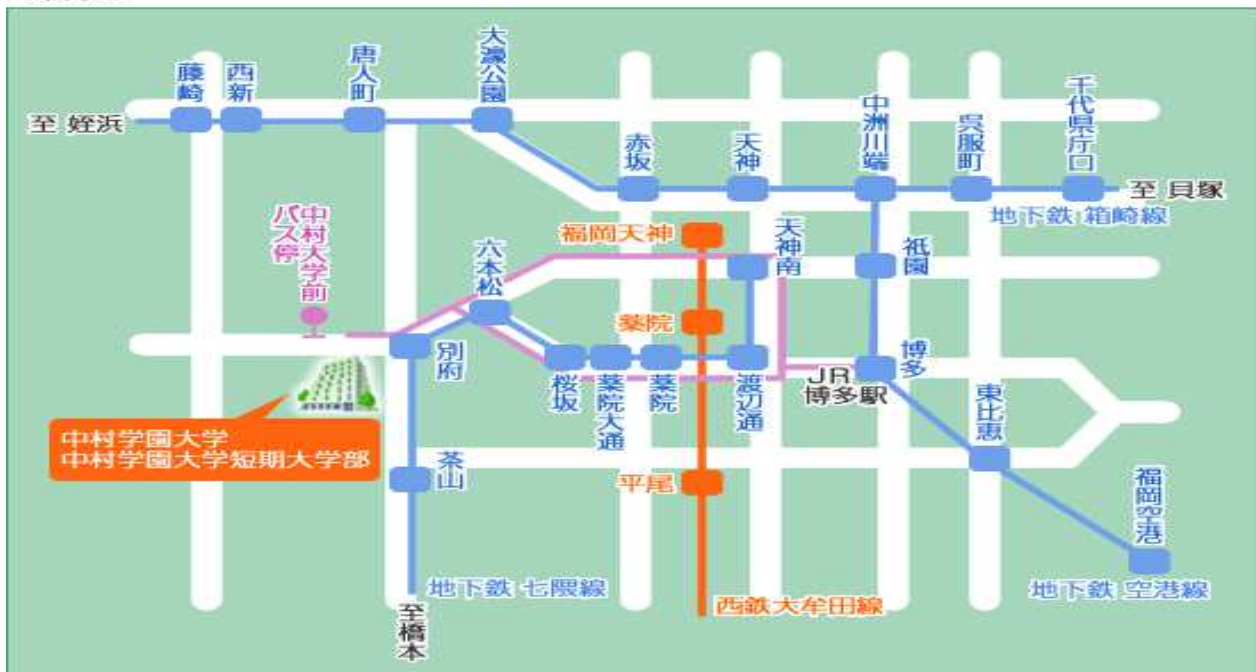 藤崎
西新
唐人町
大濠公園
至 姪浜
赤坂
天神
中洲川端
呉服町
千代県庁口
至 貝塚
地下鉄 箱崎線
中村大学前
バス停
六本松
福岡天神
天神南
祇園
薬院
別府
桜坂
薬院大通
薬院
渡辺通
JR
博多駅
博多
東比恵
中村学園大学
中村学園大学短期大学部
茶山
平尾
福岡空港
地下鉄 七隈線
至橋本
西鉄大牟田線
地下鉄 空港線